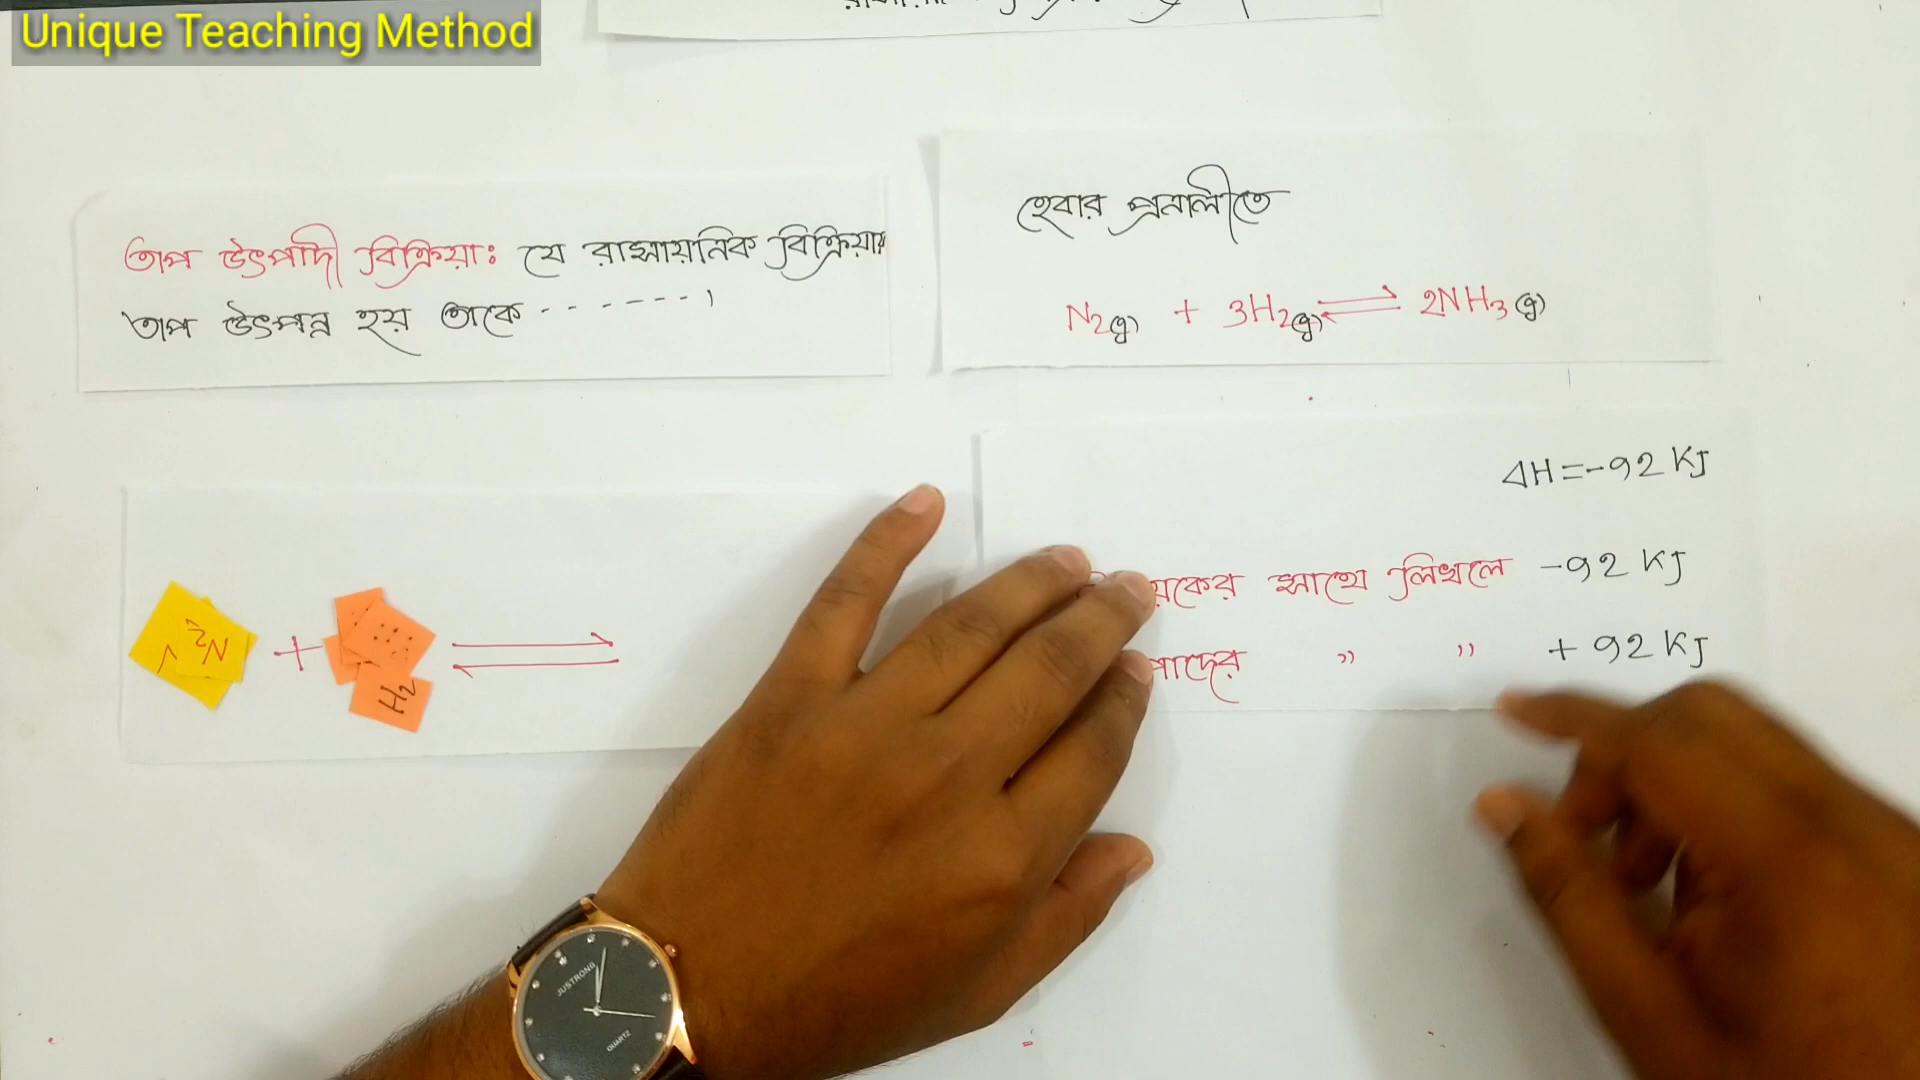 Unique Teaching Method
তাপ উৎপাদী বিক্রিয়াঃ যে রাসায়নিক বিক্রিয়ায়
তাপ উৎপন্ন হয় তাকে - - - - - - - ।
হেবার প্রনালীতে
N2(g) + 3H2(g) ⇌ 2NH3(g)
N2 + H2 ⇌
ΔH = -92 KJ
সাথে লিখলে -92 KJ
" " + 92 KJ